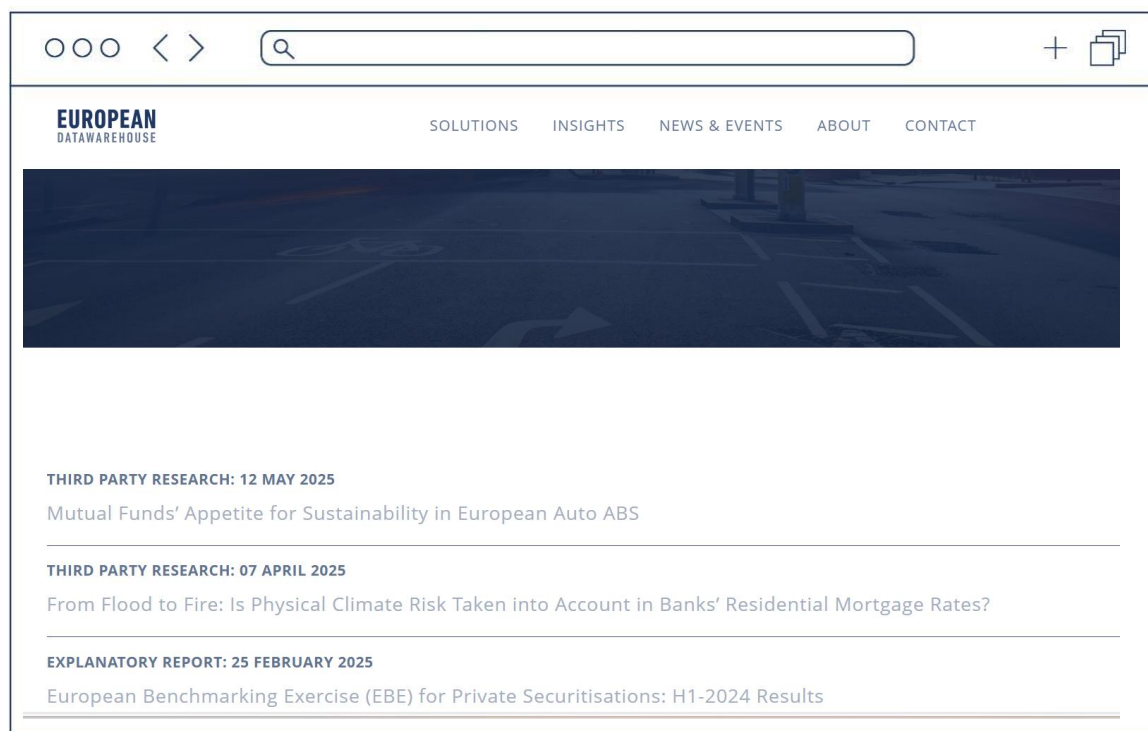 EUROPEAN
DATAWAREHOUSE
SOLUTIONS INSIGHTS NEWS & EVENTS ABOUT CONTACT
THIRD PARTY RESEARCH: 12 MAY 2025
Mutual Funds’ Appetite for Sustainability in European Auto ABS
THIRD PARTY RESEARCH: 07 APRIL 2025
From Flood to Fire: Is Physical Climate Risk Taken into Account in Banks’ Residential Mortgage Rates?
EXPLANATORY REPORT: 25 FEBRUARY 2025
European Benchmarking Exercise (EBE) for Private Securitisations: H1-2024 Results